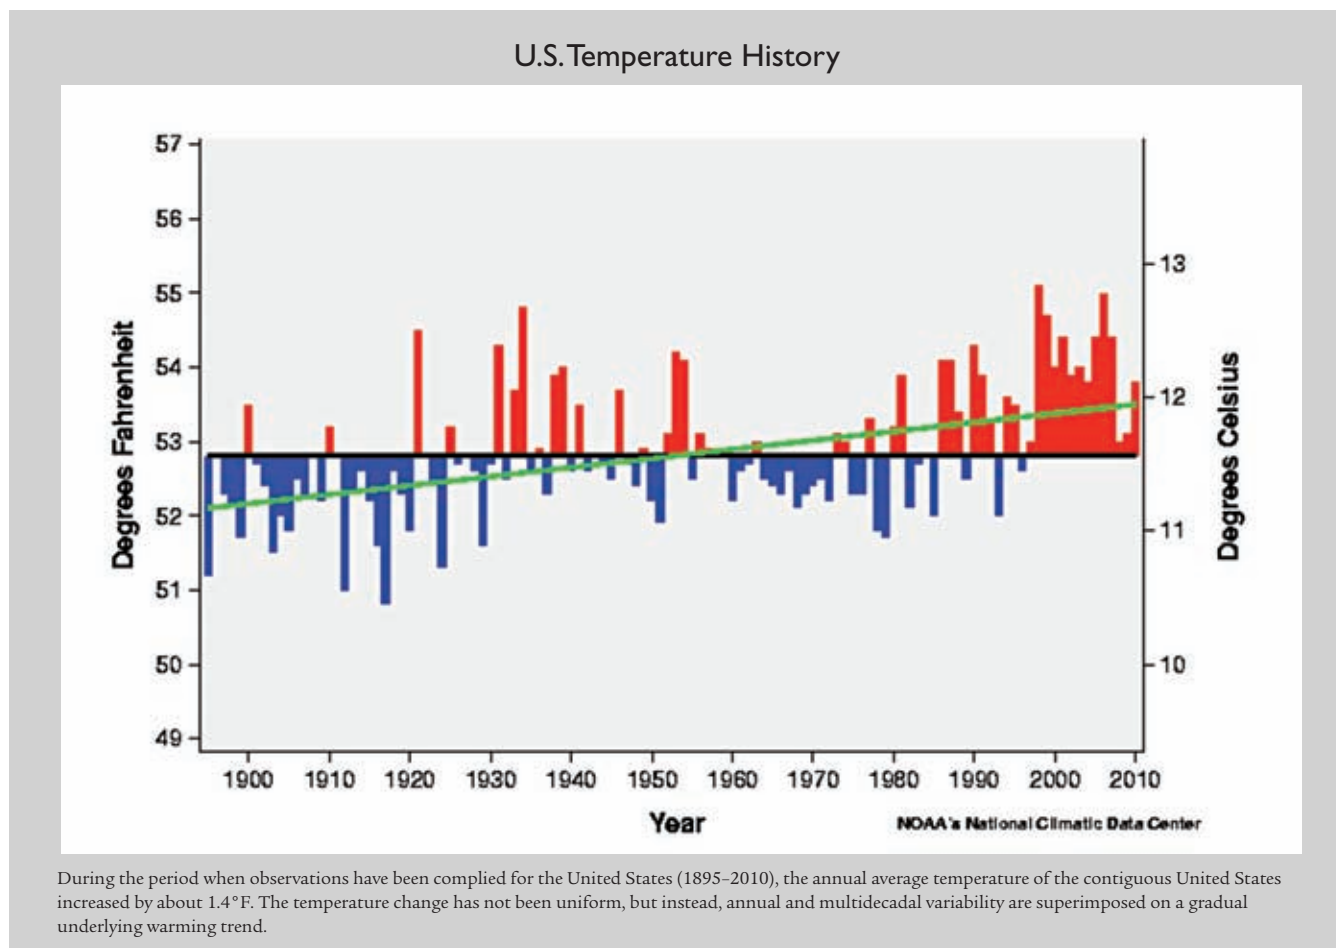 U.S. Temperature History
57
56
55
54
53
52
51
50
49
Degrees Fahrenheit
13
12
11
10
Degrees Celsius
1900 1910 1920 1930 1940 1950 1960 1970 1980 1990 2000 2010
Year
NOAA's National Climatic Data Center
During the period when observations have been complied for the United States (1895–2010), the annual average temperature of the contiguous United States
increased by about 1.4°F. The temperature change has not been uniform, but instead, annual and multidecadal variability are superimposed on a gradual
underlying warming trend.